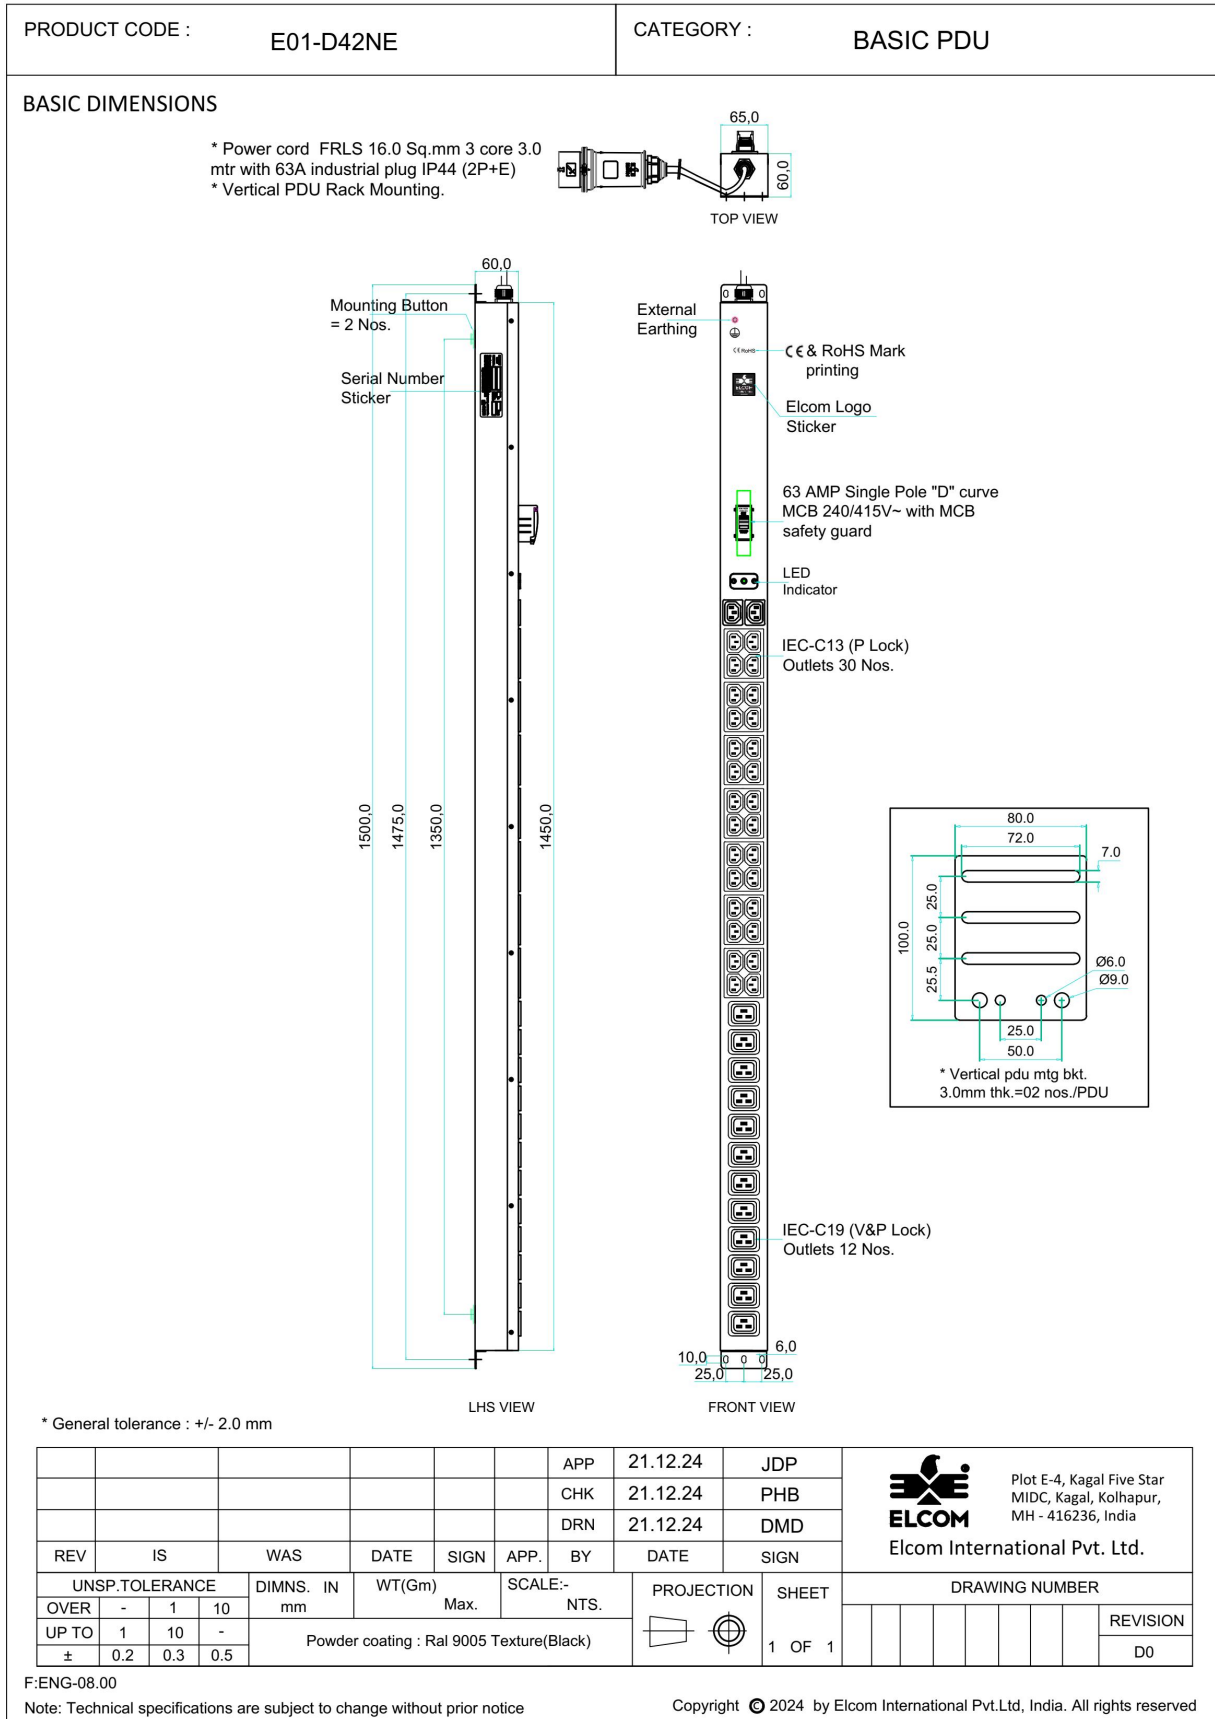 PRODUCT CODE :
E01-D42NE
CATEGORY :
BASIC PDU
BASIC DIMENSIONS
* Power cord FRLS 16.0 Sq.mm 3 core 3.0
mtr with 63A industrial plug IP44 (2P+E)
* Vertical PDU Rack Mounting.
65,0
60,0
TOP VIEW
60,0
Mounting Button
= 2 Nos.
Serial Number
Sticker
1500,0
1475,0
1350,0
1450,0
LHS VIEW
External
Earthing
CE RoHS
CE & RoHS Mark
printing
ELCOM
Elcom Logo
Sticker
63 AMP Single Pole "D" curve
MCB 240/415V~ with MCB
safety guard
LED
Indicator
IEC-C13 (P Lock)
Outlets 30 Nos.
IEC-C19 (V&P Lock)
Outlets 12 Nos.
10,0
6,0
25,0
25,0
FRONT VIEW
80.0
72.0
7.0
100.0
25.0
25.0
25.5
Ø6.0
Ø9.0
25.0
50.0
* Vertical pdu mtg bkt.
3.0mm thk.=02 nos./PDU
* General tolerance : +/- 2.0 mm
APP 21.12.24 JDP
CHK 21.12.24 PHB
DRN 21.12.24 DMD
REV IS WAS DATE SIGN APP. BY DATE SIGN
ELCOM
Plot E-4, Kagal Five Star
MIDC, Kagal, Kolhapur,
MH - 416236, India
Elcom International Pvt. Ltd.
UNSP.TOLERANCE
OVER - 1 10
UP TO 1 10 -
± 0.2 0.3 0.5
DIMNS. IN
mm
WT(Gm)
Max.
SCALE:-
NTS.
Powder coating : Ral 9005 Texture(Black)
PROJECTION
SHEET
1 OF 1
DRAWING NUMBER
REVISION
D0
F:ENG-08.00
Note: Technical specifications are subject to change without prior notice
Copyright © 2024 by Elcom International Pvt.Ltd, India. All rights reserved